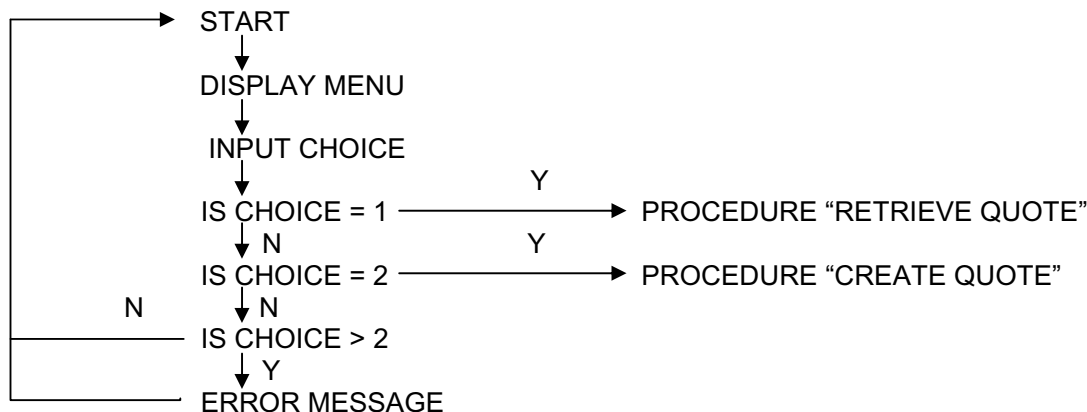 START
DISPLAY MENU
INPUT CHOICE
Y
IS CHOICE = 1 PROCEDURE “RETRIEVE QUOTE”
N Y
IS CHOICE = 2 PROCEDURE “CREATE QUOTE”
N N
IS CHOICE > 2
Y
ERROR MESSAGE